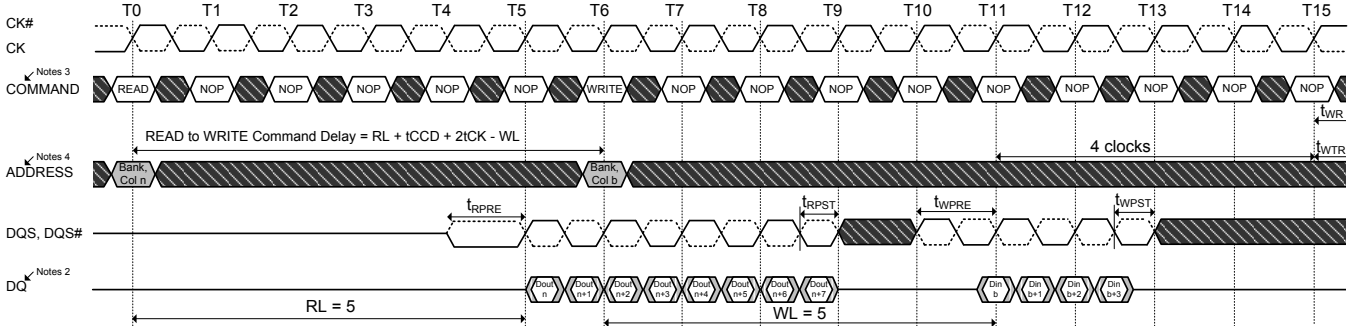 T0 T1 T2 T3 T4 T5 T6 T7 T8 T9 T10 T11 T12 T13 T14 T15
CK#
CK
Notes 3
COMMAND READ NOP NOP NOP NOP NOP WRITE NOP NOP NOP NOP NOP NOP NOP NOP NOP
tWR
READ to WRITE Command Delay = RL + tCCD + 2tCK - WL
4 clocks
tWTR
Notes 4
ADDRESS
Bank, Col n
Bank, Col b
tRPRE tRPST tWPRE tWPST
DQS, DQS#
Notes 2
DQ
Dout n Dout n+1 Dout n+2 Dout n+3 Dout n+4 Dout n+5 Dout n+6 Dout n+7 Din b Din b+1 Din b+2 Din b+3
RL = 5 WL = 5